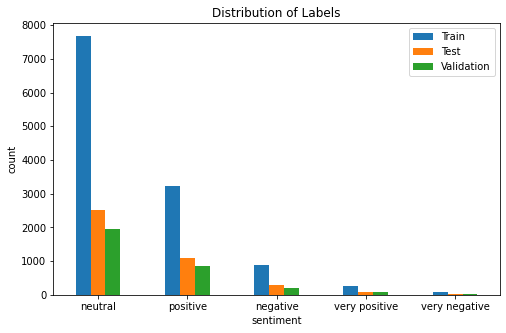 Distribution of Labels
Train
Test
Validation
8000
7000
6000
5000
4000
3000
2000
1000
0
count
neutral
positive
negative
very positive
very negative
sentiment